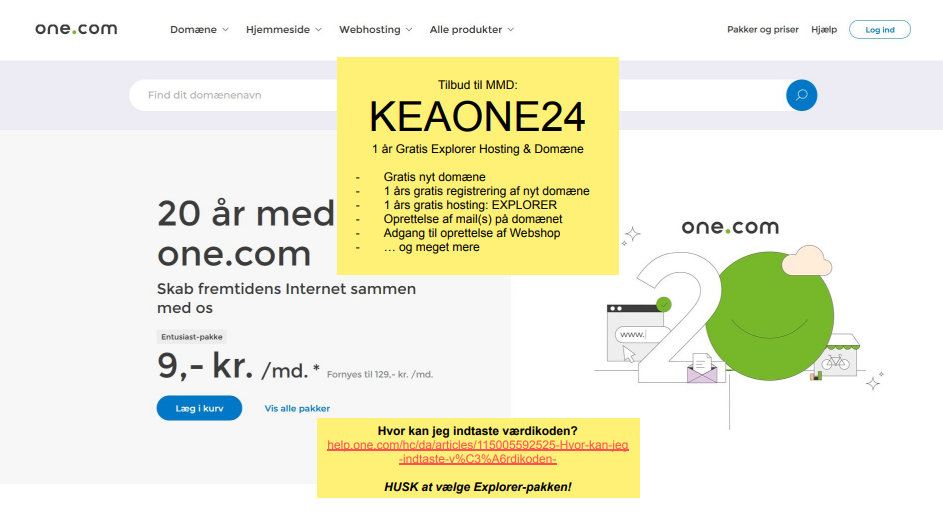 one.com
Domæne
Hjemmeside
Webhosting
Alle produkter
Pakker og priser
Hjælp
Log ind
Find dit domænenavn
Tilbud til MMD:
KEAONE24
1 år Gratis Explorer Hosting & Domæne
- Gratis nyt domæne
- 1 års gratis registrering af nyt domæne
- 1 års gratis hosting: EXPLORER
- Oprettelse af mail(s) på domænet
- Adgang til oprettelse af Webshop
- … og meget mere
20 år med
one.com
Skab fremtidens Internet sammen
med os
Entusiast-pakke
9,- kr. /md. * Fornyes til 129,- kr. /md.
Læg i kurv
Vis alle pakker
one.com
20
www.
Hvor kan jeg indtaste værdikoden?
help.one.com/hc/da/articles/115005592525-Hvor-kan-jeg
-indtaste-v%C3%A6rdikoden-
HUSK at vælge Explorer-pakken!